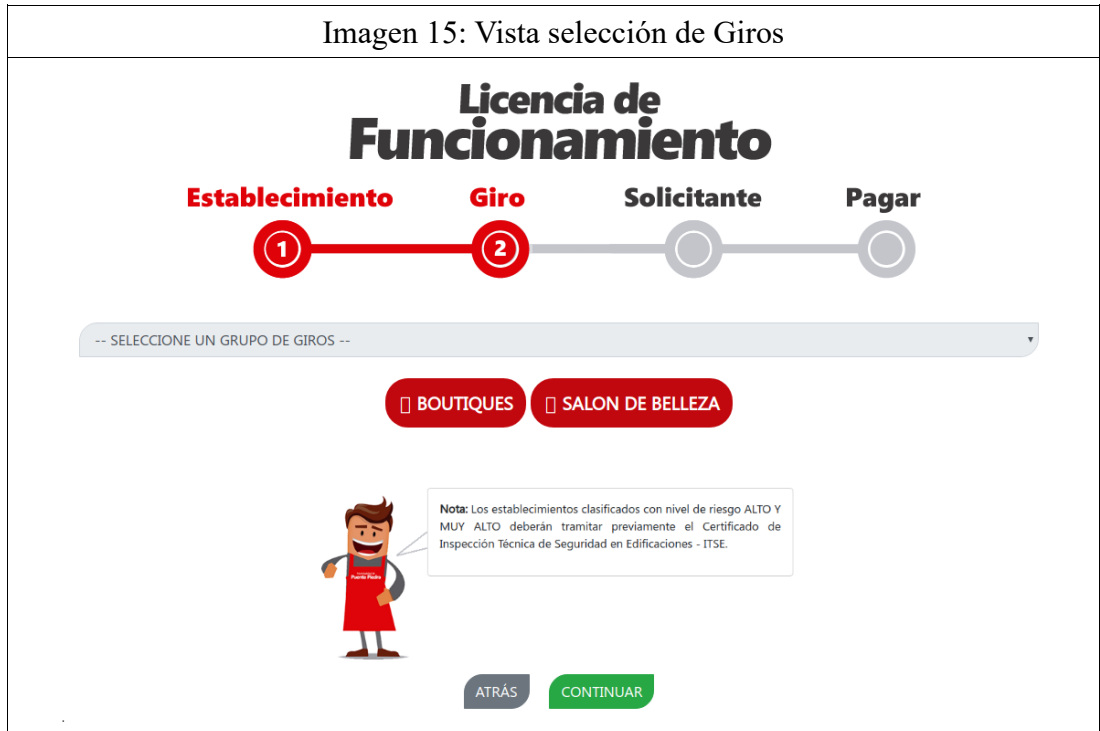 Imagen 15: Vista selección de Giros
Licencia de
Funcionamiento
Establecimiento Giro Solicitante Pagar
1 2
-- SELECCIONE UN GRUPO DE GIROS --
BOUTIQUES SALON DE BELLEZA
Nota: Los establecimientos clasificados con nivel de riesgo ALTO Y
MUY ALTO deberán tramitar previamente el Certificado de
Inspección Técnica de Seguridad en Edificaciones - ITSE.
Puente Piedra
ATRÁS CONTINUAR
.